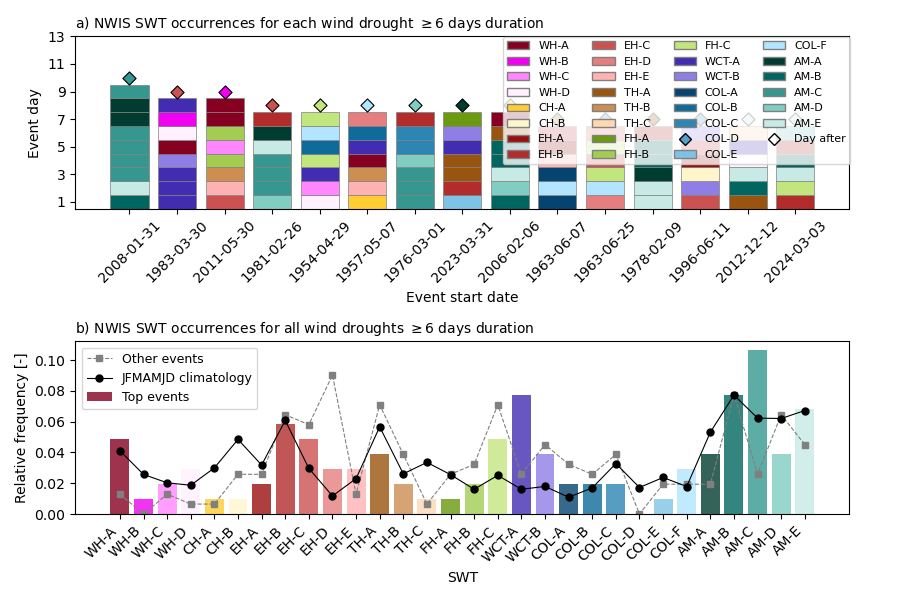 a) NWIS SWT occurrences for each wind drought ≥6 days duration
Event day
13
11
9
7
5
3
1
WH-A
WH-B
WH-C
WH-D
CH-A
CH-B
EH-A
EH-B
EH-C
EH-D
EH-E
TH-A
TH-B
TH-C
FH-A
FH-B
FH-C
WCT-A
WCT-B
COL-A
COL-B
COL-C
COL-D
COL-E
COL-F
AM-A
AM-B
AM-C
AM-D
AM-E
Day after
2008-01-31
1983-03-30
2011-05-30
1981-02-26
1954-04-29
1957-05-07
1976-03-01
2023-03-31
2006-02-06
1963-06-07
1963-06-25
1978-02-09
1996-06-11
2012-12-12
2024-03-03
Event start date
b) NWIS SWT occurrences for all wind droughts ≥6 days duration
Relative frequency [-]
0.10
0.08
0.06
0.04
0.02
0.00
Other events
JFMAMJD climatology
Top events
WH-A
WH-B
WH-C
WH-D
CH-A
CH-B
EH-A
EH-B
EH-C
EH-D
EH-E
TH-A
TH-B
TH-C
FH-A
FH-B
FH-C
WCT-A
WCT-B
COL-A
COL-B
COL-C
COL-D
COL-E
COL-F
AM-A
AM-B
AM-C
AM-D
AM-E
SWT